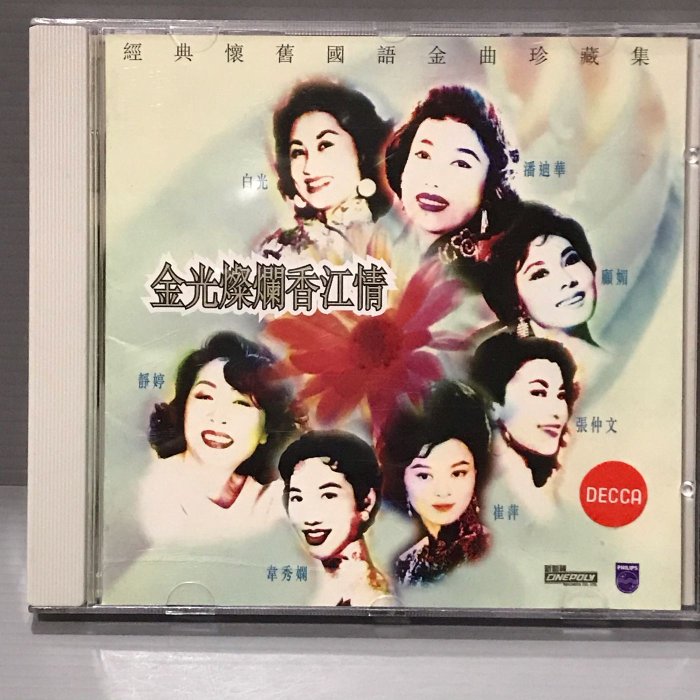 經典懷舊國語金曲珍藏集
白光
潘迪華
顧媚
金光燦爛香江情
靜婷
張仲文
DECCA
崔萍
韋秀嫻
CINEPOLY
PHILIPS